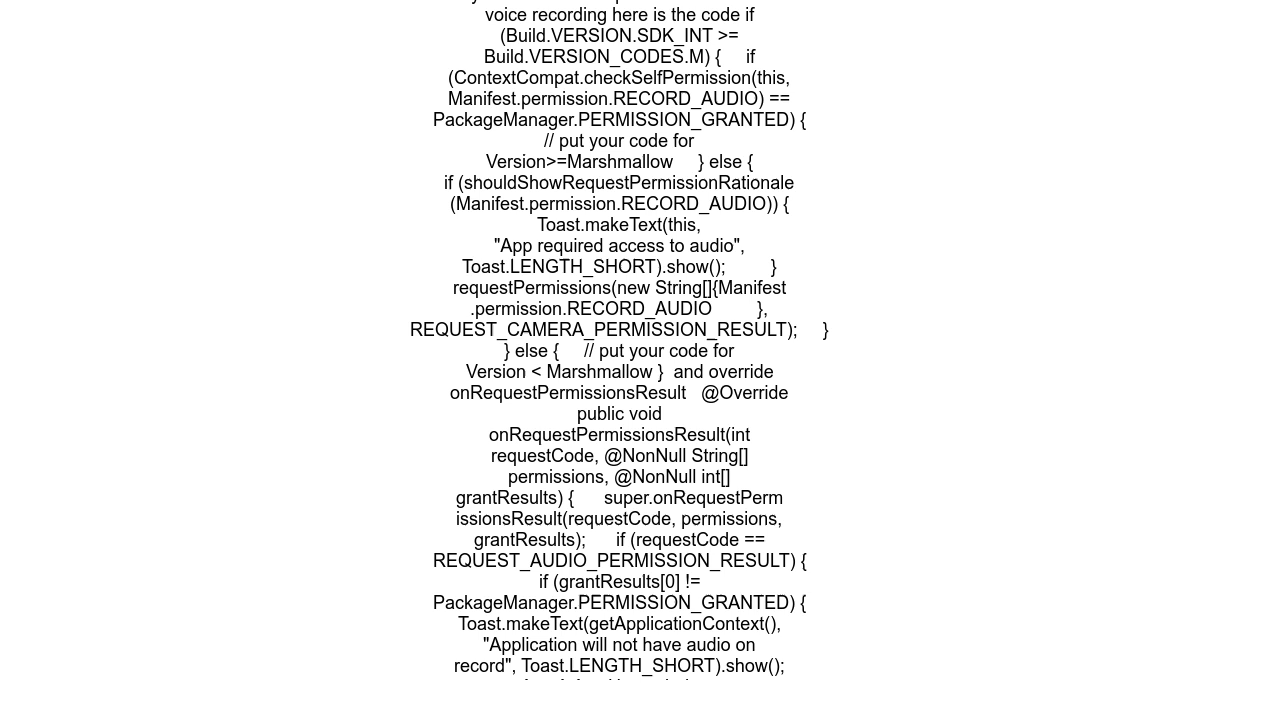 voice recording here is the code if
(Build.VERSION.SDK_INT >=
Build.VERSION_CODES.M) { if
(ContextCompat.checkSelfPermission(this,
Manifest.permission.RECORD_AUDIO) ==
PackageManager.PERMISSION_GRANTED) {
// put your code for
Version>=Marshmallow } else {
if (shouldShowRequestPermissionRationale
(Manifest.permission.RECORD_AUDIO)) {
Toast.makeText(this,
"App required access to audio",
Toast.LENGTH_SHORT).show(); }
requestPermissions(new String[]{Manifest
.permission.RECORD_AUDIO },
REQUEST_CAMERA_PERMISSION_RESULT); }
} else { // put your code for
Version < Marshmallow } and override
onRequestPermissionsResult @Override
public void
onRequestPermissionsResult(int
requestCode, @NonNull String[]
permissions, @NonNull int[]
grantResults) { super.onRequestPerm
issionsResult(requestCode, permissions,
grantResults); if (requestCode ==
REQUEST_AUDIO_PERMISSION_RESULT) {
if (grantResults[0] !=
PackageManager.PERMISSION_GRANTED) {
Toast.makeText(getApplicationContext(),
"Application will not have audio on
record", Toast.LENGTH_SHORT).show();